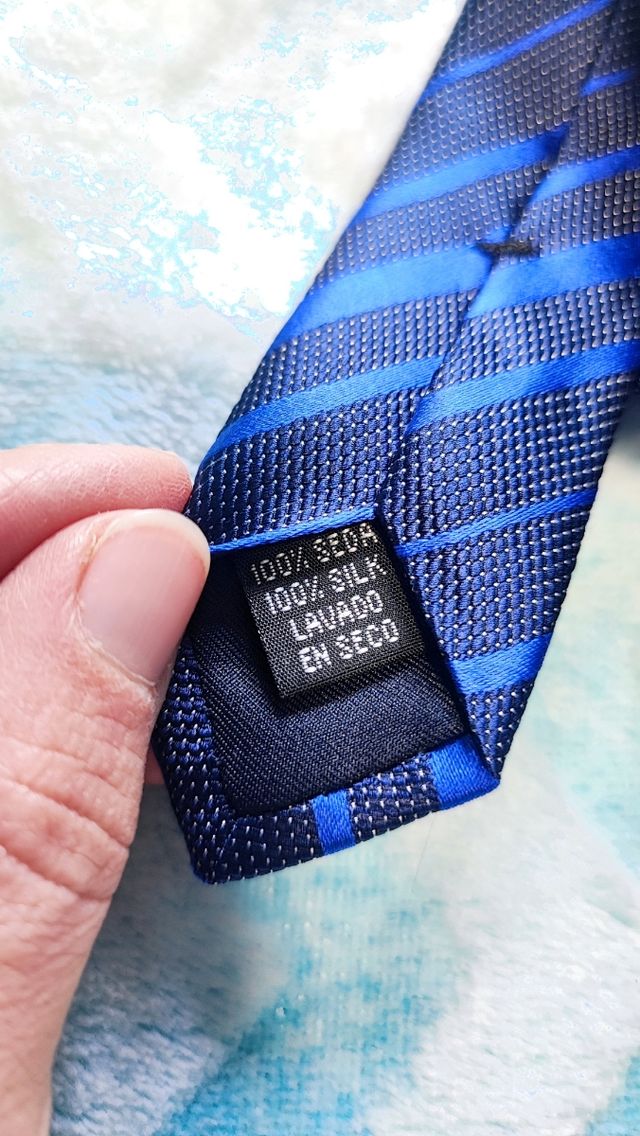 100% SEDA
100% SILK
LAVADO
EN SECO